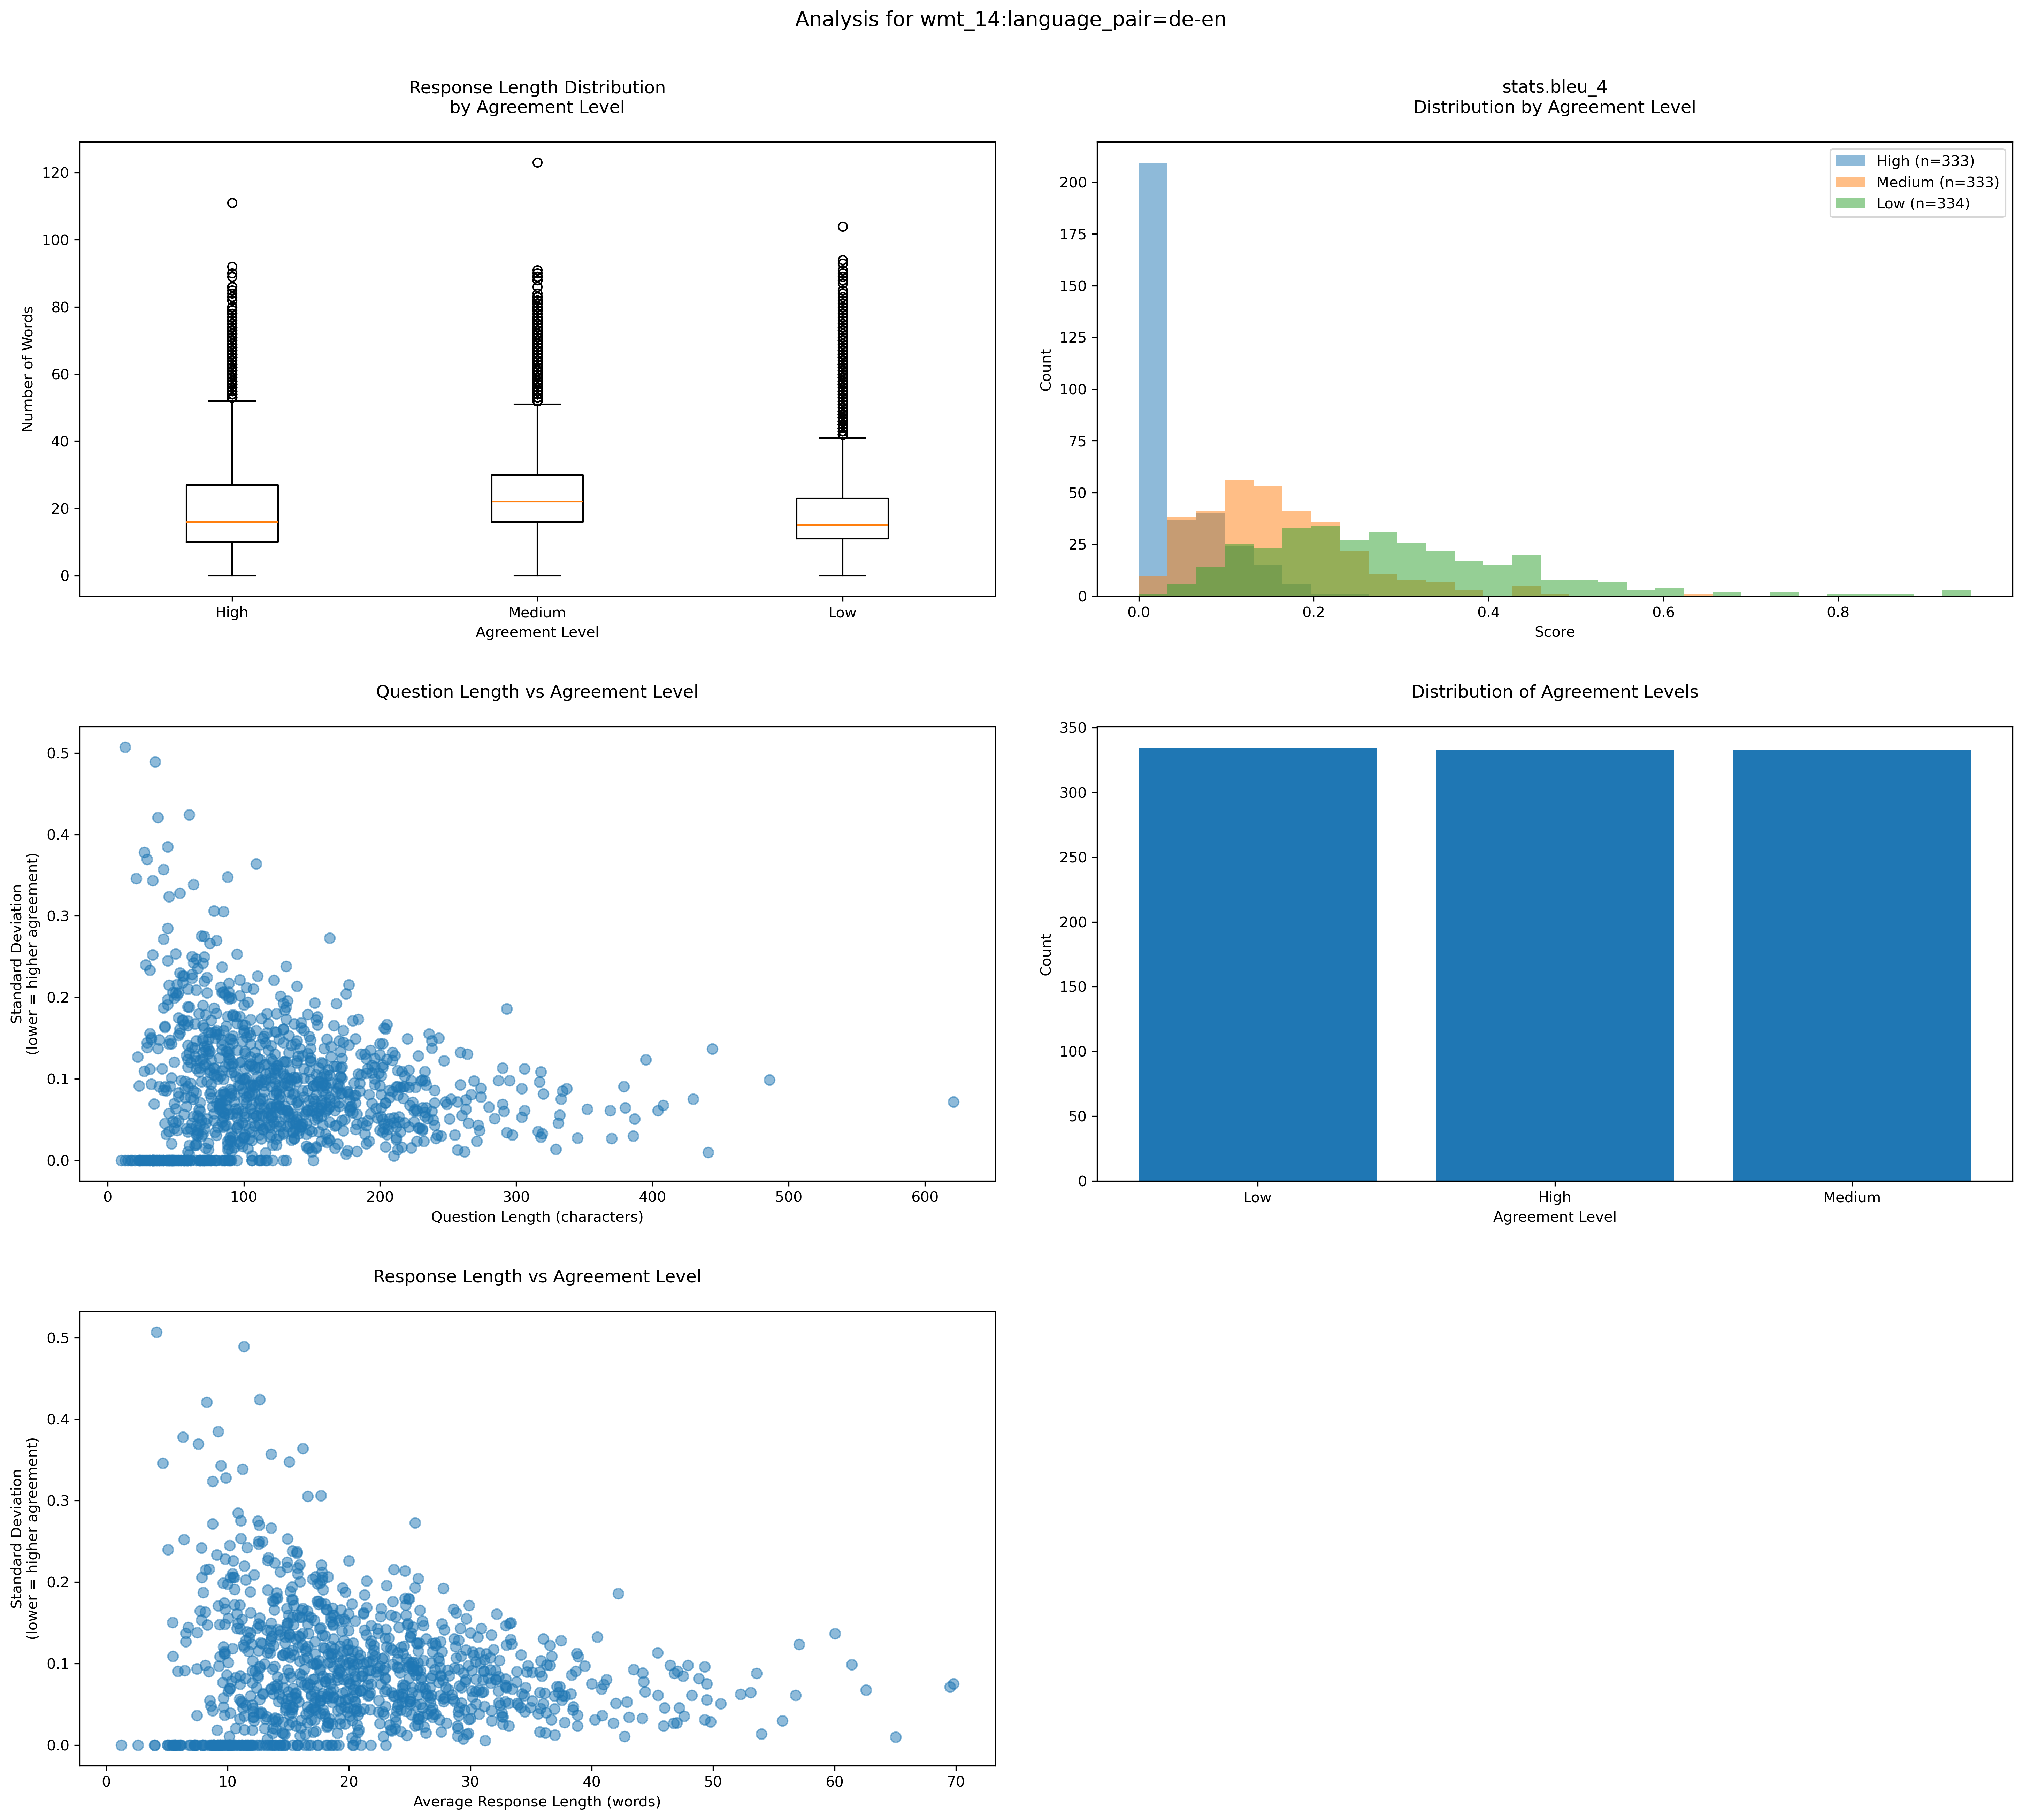 Analysis for wmt_14:language_pair=de-en
Response Length Distribution
by Agreement Level
Number of Words
120
100
80
60
40
20
0
High
Medium
Low
Agreement Level
stats.bleu_4
Distribution by Agreement Level
High (n=333)
Medium (n=333)
Low (n=334)
Count
200
175
150
125
100
75
50
25
0
0.0
0.2
0.4
0.6
0.8
Score
Question Length vs Agreement Level
Standard Deviation
(lower = higher agreement)
0.5
0.4
0.3
0.2
0.1
0.0
0
100
200
300
400
500
600
Question Length (characters)
Distribution of Agreement Levels
Count
350
300
250
200
150
100
50
0
Low
High
Medium
Agreement Level
Response Length vs Agreement Level
Standard Deviation
(lower = higher agreement)
0.5
0.4
0.3
0.2
0.1
0.0
0
10
20
30
40
50
60
70
Average Response Length (words)